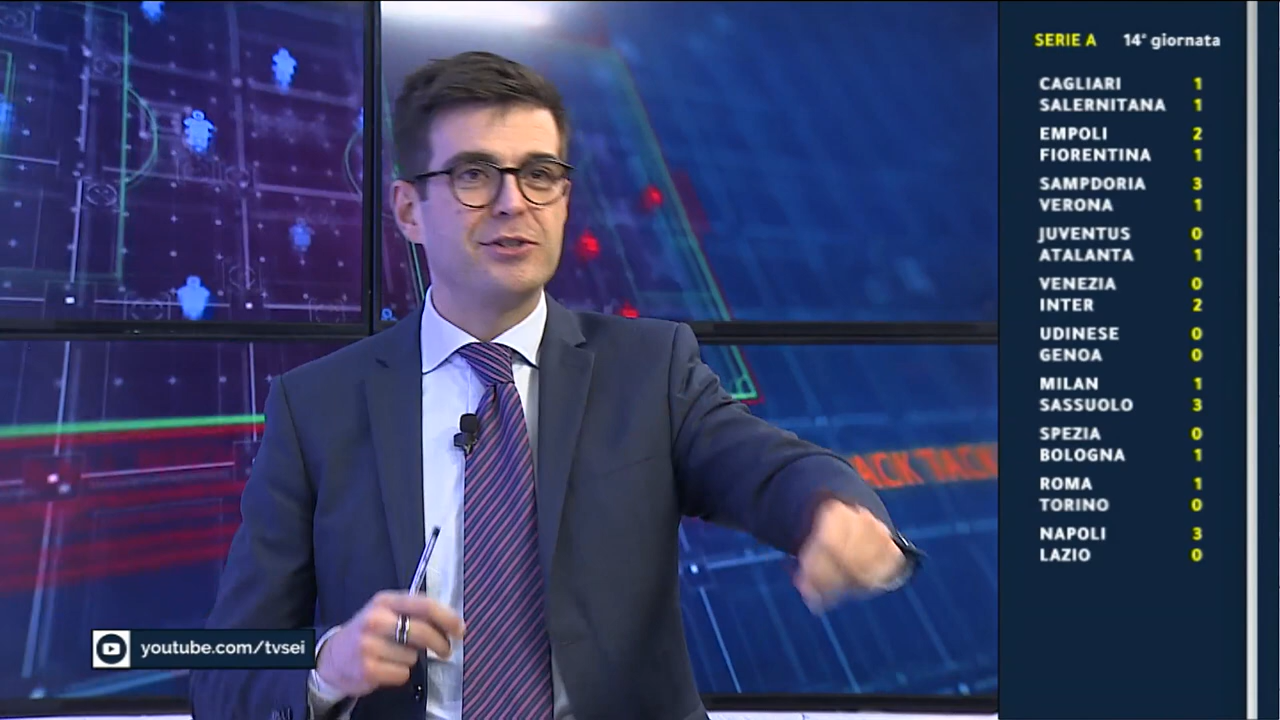 SERIE A 14ª giornata
CAGLIARI 1
SALERNITANA 1
EMPOLI 2
FIORENTINA 1
SAMPDORIA 3
VERONA 1
JUVENTUS 0
ATALANTA 1
VENEZIA 0
INTER 2
UDINESE 0
GENOA 0
MILAN 1
SASSUOLO 3
SPEZIA 0
BOLOGNA 1
ROMA 1
TORINO 0
NAPOLI 3
LAZIO 0
ACK TACK
youtube.com/tvsei